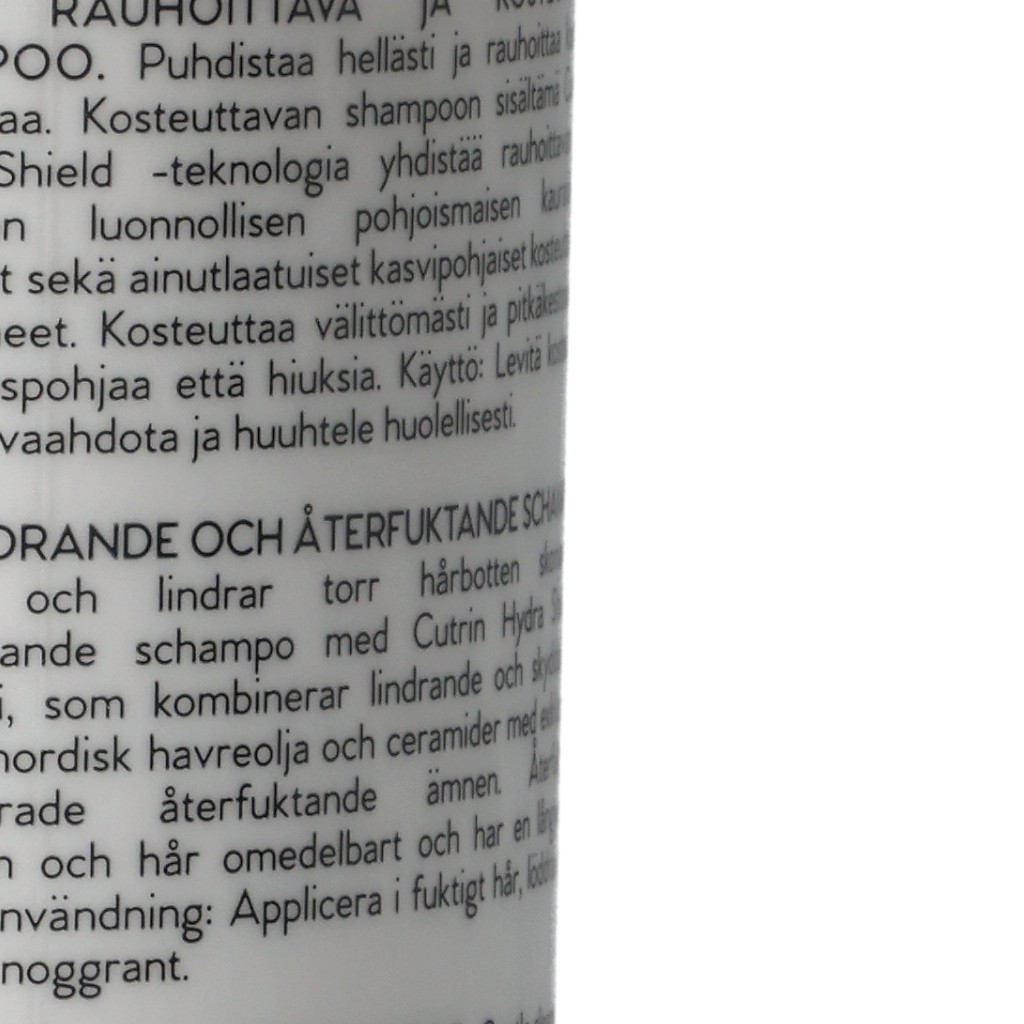 RAUHOITTAVA JA
POO. Puhdistaa hellästi ja rauhoittaa
aa. Kosteuttavan shampoon sisältämä
Shield -teknologia yhdistää
n luonnollisen pohjoismaisen
t sekä ainutlaatuiset kasvipohjaiset
eet. Kosteuttaa välittömästi ja
spohjaa että hiuksia. Käyttö: Levitä
vaahdota ja huuhtele huolellisesti.
DRANDE OCH ÅTERFUKTANDE
och lindrar torr hårbotten
ande schampo med Cutrin Hydra
i, som kombinerar lindrande och
nordisk havreolja och ceramider med
rade återfuktande ämnen.
n och hår omedelbart och har en
nvändning: Applicera i fuktigt hår,
noggrant.